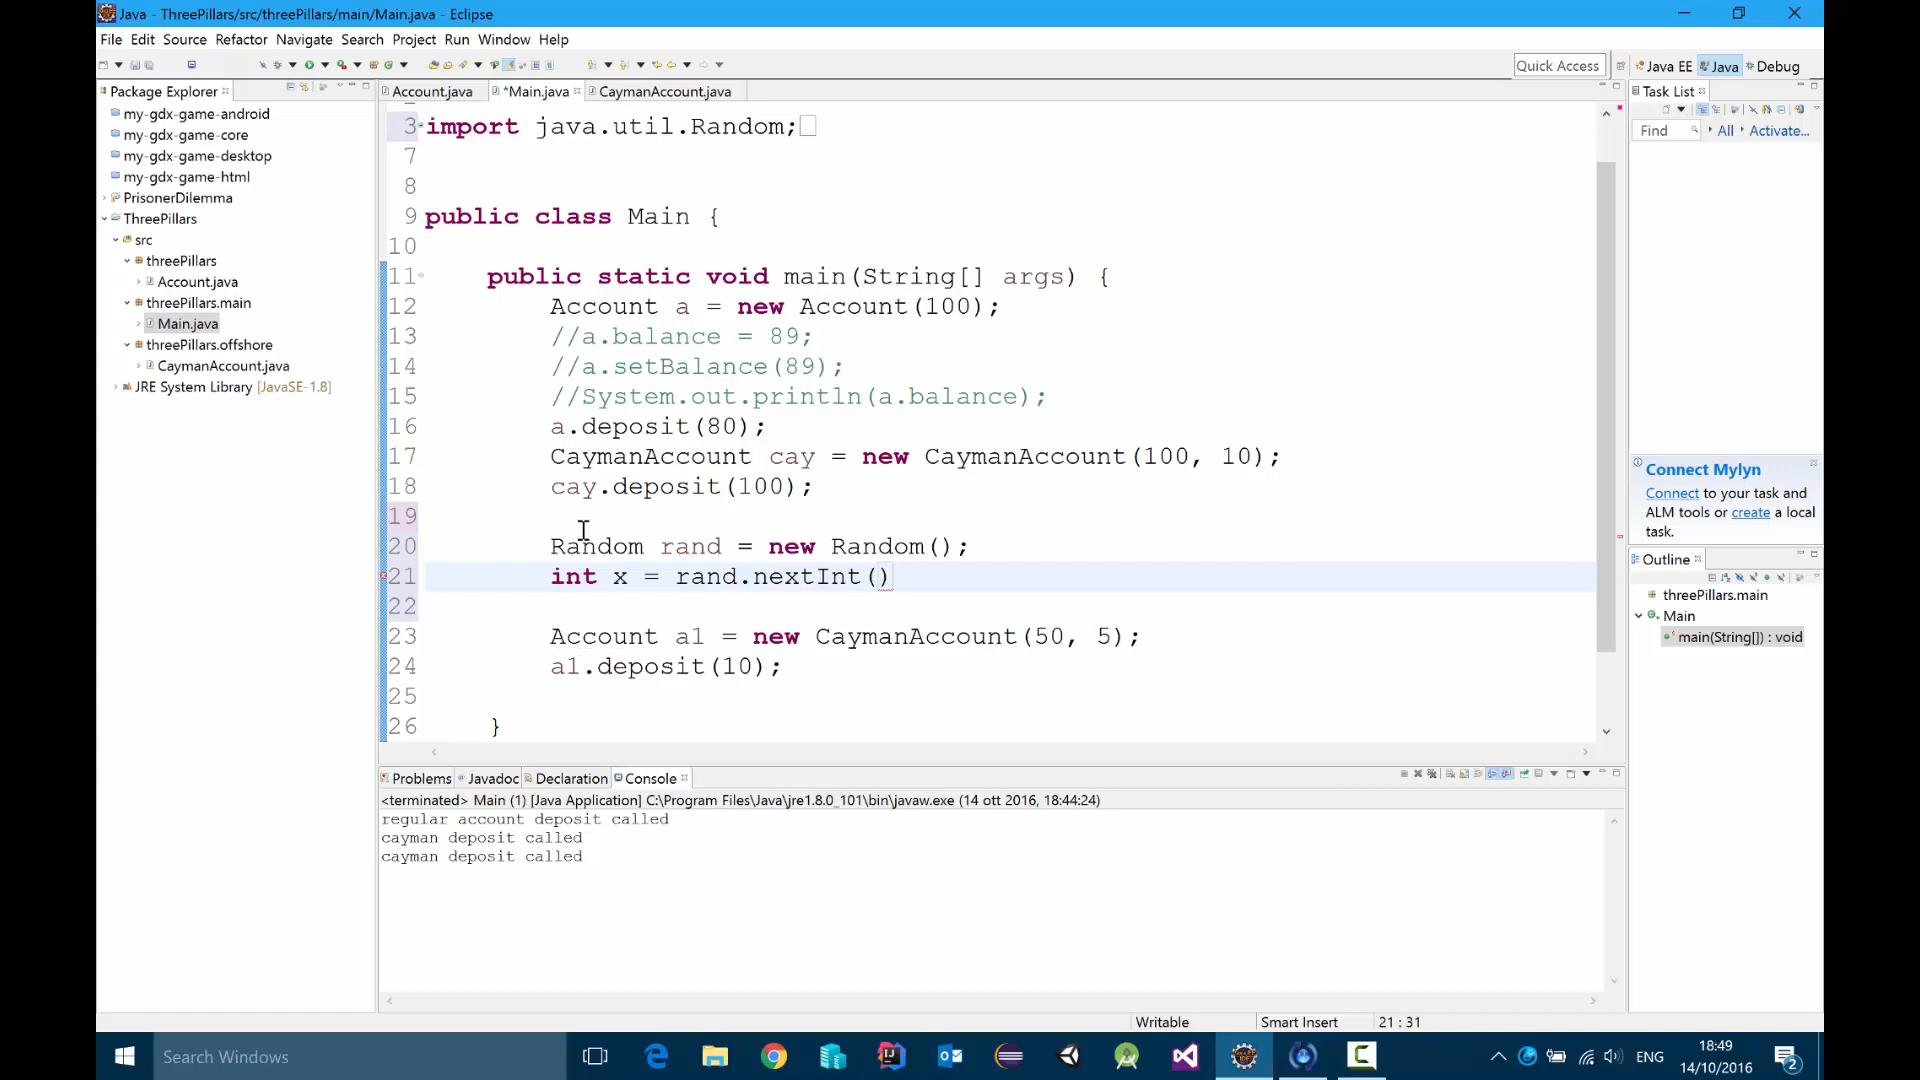 Java - ThreePillars/src/threePillars/main/Main.java - Eclipse
File Edit Source Refactor Navigate Search Project Run Window Help
Quick Access Java EE Java Debug
Package Explorer
my-gdx-game-android
my-gdx-game-core
my-gdx-game-desktop
my-gdx-game-html
PrisonerDilemma
ThreePillars
src
threePillars
Account.java
threePillars.main
Main.java
threePillars.offshore
CaymanAccount.java
JRE System Library [JavaSE-1.8]
Account.java *Main.java CaymanAccount.java
3 import java.util.Random;
7
8
9 public class Main {
10
11 public static void main(String[] args) {
12 Account a = new Account(100);
13 //a.balance = 89;
14 //a.setBalance(89);
15 //System.out.println(a.balance);
16 a.deposit(80);
17 CaymanAccount cay = new CaymanAccount(100, 10);
18 cay.deposit(100);
19
20 Random rand = new Random();
21 int x = rand.nextInt()
22
23 Account a1 = new CaymanAccount(50, 5);
24 a1.deposit(10);
25
26 }
Task List
Find All Activate...
Connect Mylyn
Connect to your task and
ALM tools or create a local
task.
Outline
threePillars.main
Main
main(String[]) : void
Problems Javadoc Declaration Console
<terminated> Main (1) [Java Application] C:\Program Files\Java\jre1.8.0_101\bin\javaw.exe (14 ott 2016, 18:44:24)
regular account deposit called
cayman deposit called
cayman deposit called
Writable Smart Insert 21 : 31
Search Windows
ENG
18:49
14/10/2016
2